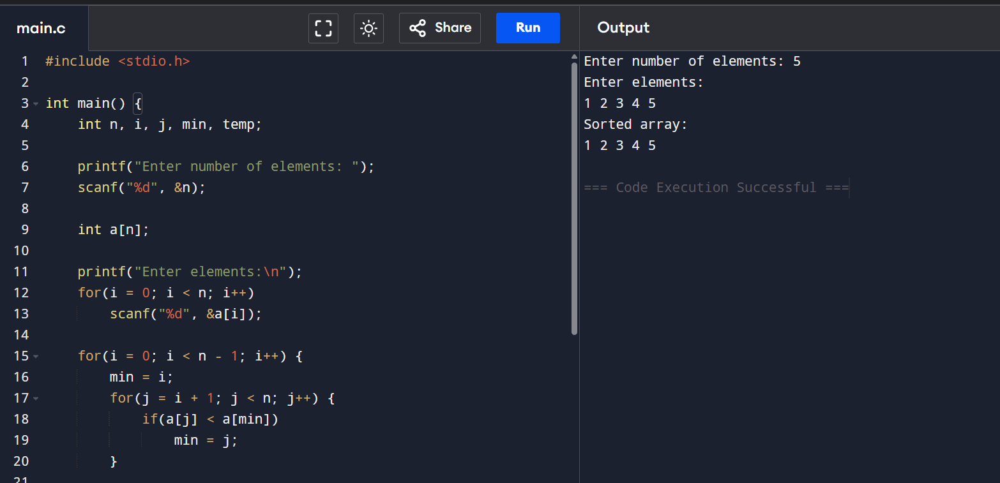 main.c
Share
Run
Output
1 #include <stdio.h>
2
3 int main() {
4     int n, i, j, min, temp;
5
6     printf("Enter number of elements: ");
7     scanf("%d", &n);
8
9     int a[n];
10
11     printf("Enter elements:\n");
12     for(i = 0; i < n; i++)
13         scanf("%d", &a[i]);
14
15     for(i = 0; i < n - 1; i++) {
16         min = i;
17         for(j = i + 1; j < n; j++) {
18             if(a[j] < a[min])
19                 min = j;
20         }
21
Enter number of elements: 5
Enter elements:
1 2 3 4 5
Sorted array:
1 2 3 4 5
=== Code Execution Successful ===